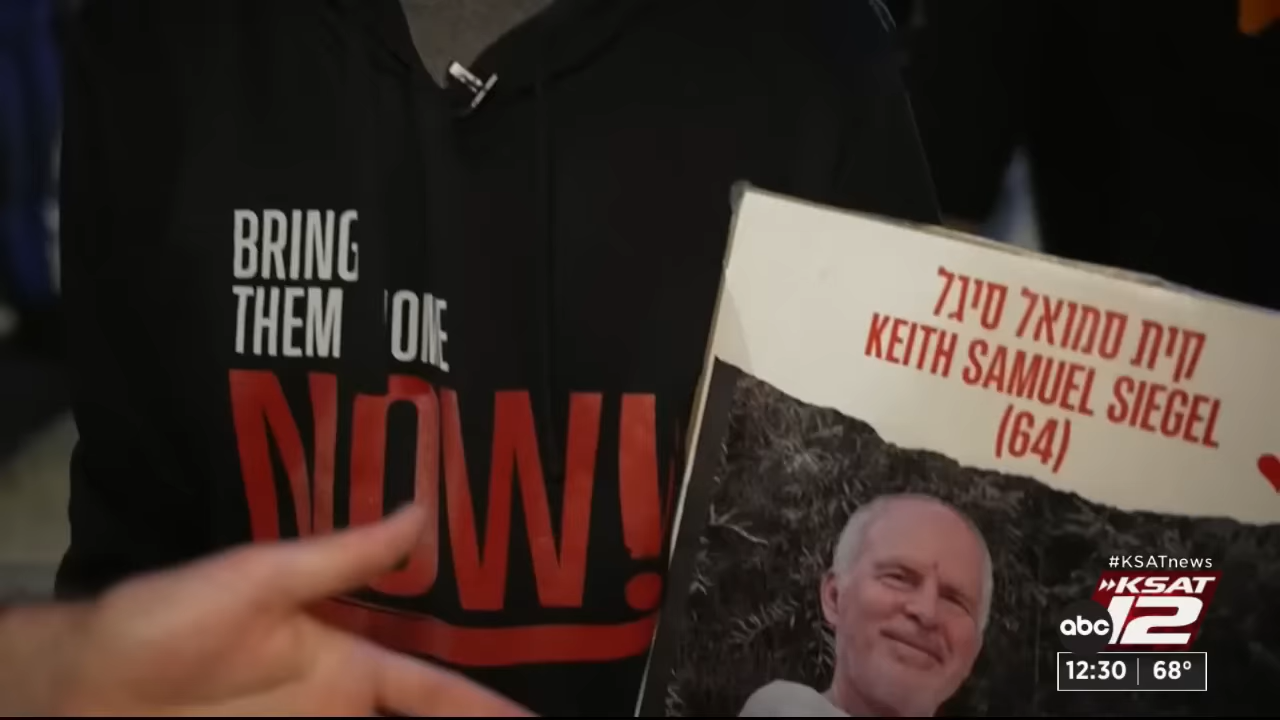 BRING
THEM
NOW!
קית סמואל סיגל
KEITH SAMUEL SIEGEL
(64)
#KSATnews
KSAT
abc 12
12:30 68°